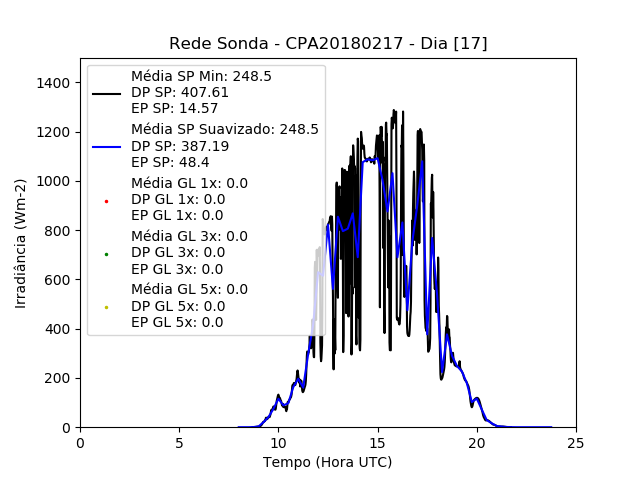 Rede Sonda - CPA20180217 - Dia [17]
Média SP Min: 248.5
DP SP: 407.61
EP SP: 14.57
Média SP Suavizado: 248.5
DP SP: 387.19
EP SP: 48.4
Média GL 1x: 0.0
DP GL 1x: 0.0
EP GL 1x: 0.0
Média GL 3x: 0.0
DP GL 3x: 0.0
EP GL 3x: 0.0
Média GL 5x: 0.0
DP GL 5x: 0.0
EP GL 5x: 0.0
Irradiância (Wm-2)
1400
1200
1000
800
600
400
200
0
0 5 10 15 20 25
Tempo (Hora UTC)